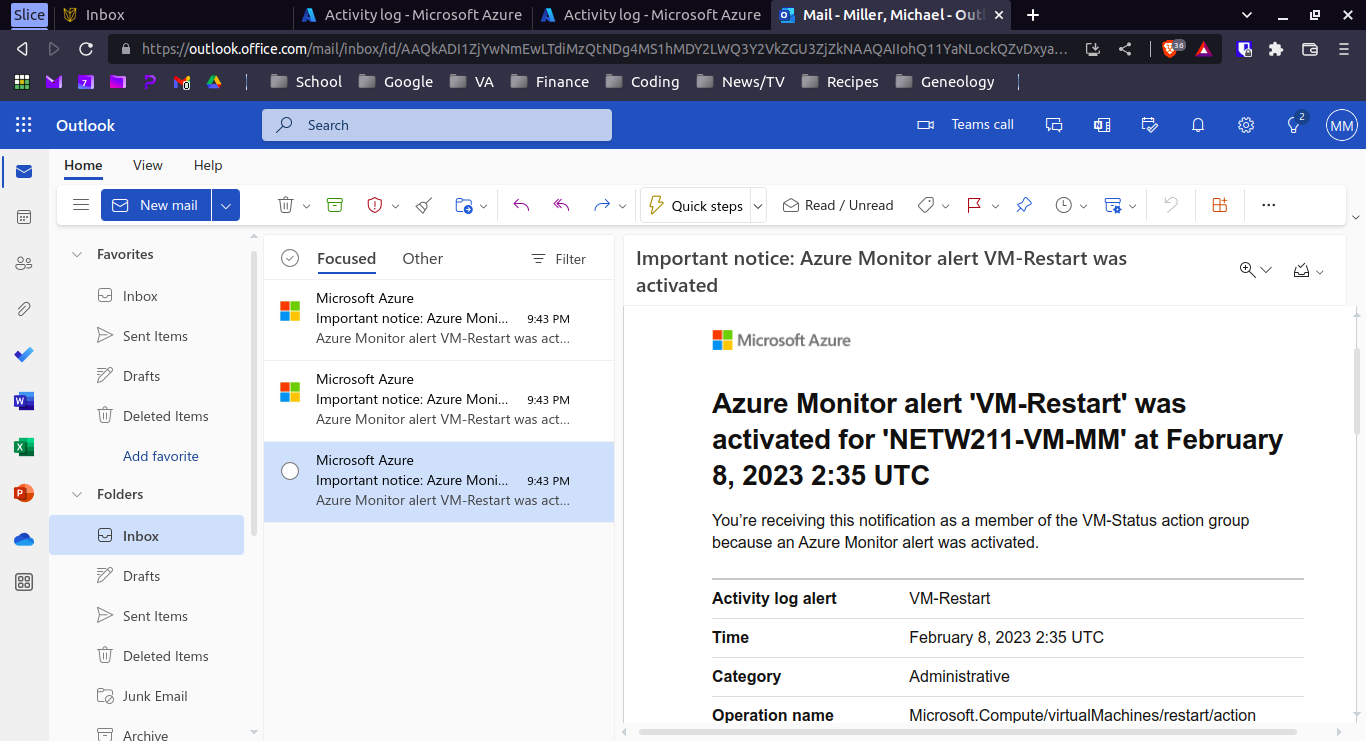 Slice
Inbox
Activity log - Microsoft Azure
Activity log - Microsoft Azure
Mail - Miller, Michael - Outl
https://outlook.office.com/mail/inbox/id/AAQkADI1ZjYwNmEwLTdiMzQtNDg4MS1hMDY2LWQ3Y2VkZGU3ZjZkNAAQAIIohQ11YaNLockQZvDxya...
36
7
0
School
Google
VA
Finance
Coding
News/TV
Recipes
Geneology
Outlook
Search
Teams call
2
MM
Home
View
Help
New mail
Quick steps
Read / Unread
Favorites
Inbox
Sent Items
Drafts
Deleted Items
Add favorite
Folders
Inbox
Drafts
Sent Items
Deleted Items
Junk Email
Archive
Focused
Other
Filter
Microsoft Azure
Important notice: Azure Moni... 9:43 PM
Azure Monitor alert VM-Restart was act...
Microsoft Azure
Important notice: Azure Moni... 9:43 PM
Azure Monitor alert VM-Restart was act...
Microsoft Azure
Important notice: Azure Moni... 9:43 PM
Azure Monitor alert VM-Restart was act...
Important notice: Azure Monitor alert VM-Restart was
activated
Microsoft Azure
Azure Monitor alert 'VM-Restart' was
activated for 'NETW211-VM-MM' at February
8, 2023 2:35 UTC
You’re receiving this notification as a member of the VM-Status action group
because an Azure Monitor alert was activated.
Activity log alert VM-Restart
Time February 8, 2023 2:35 UTC
Category Administrative
Operation name Microsoft.Compute/virtualMachines/restart/action